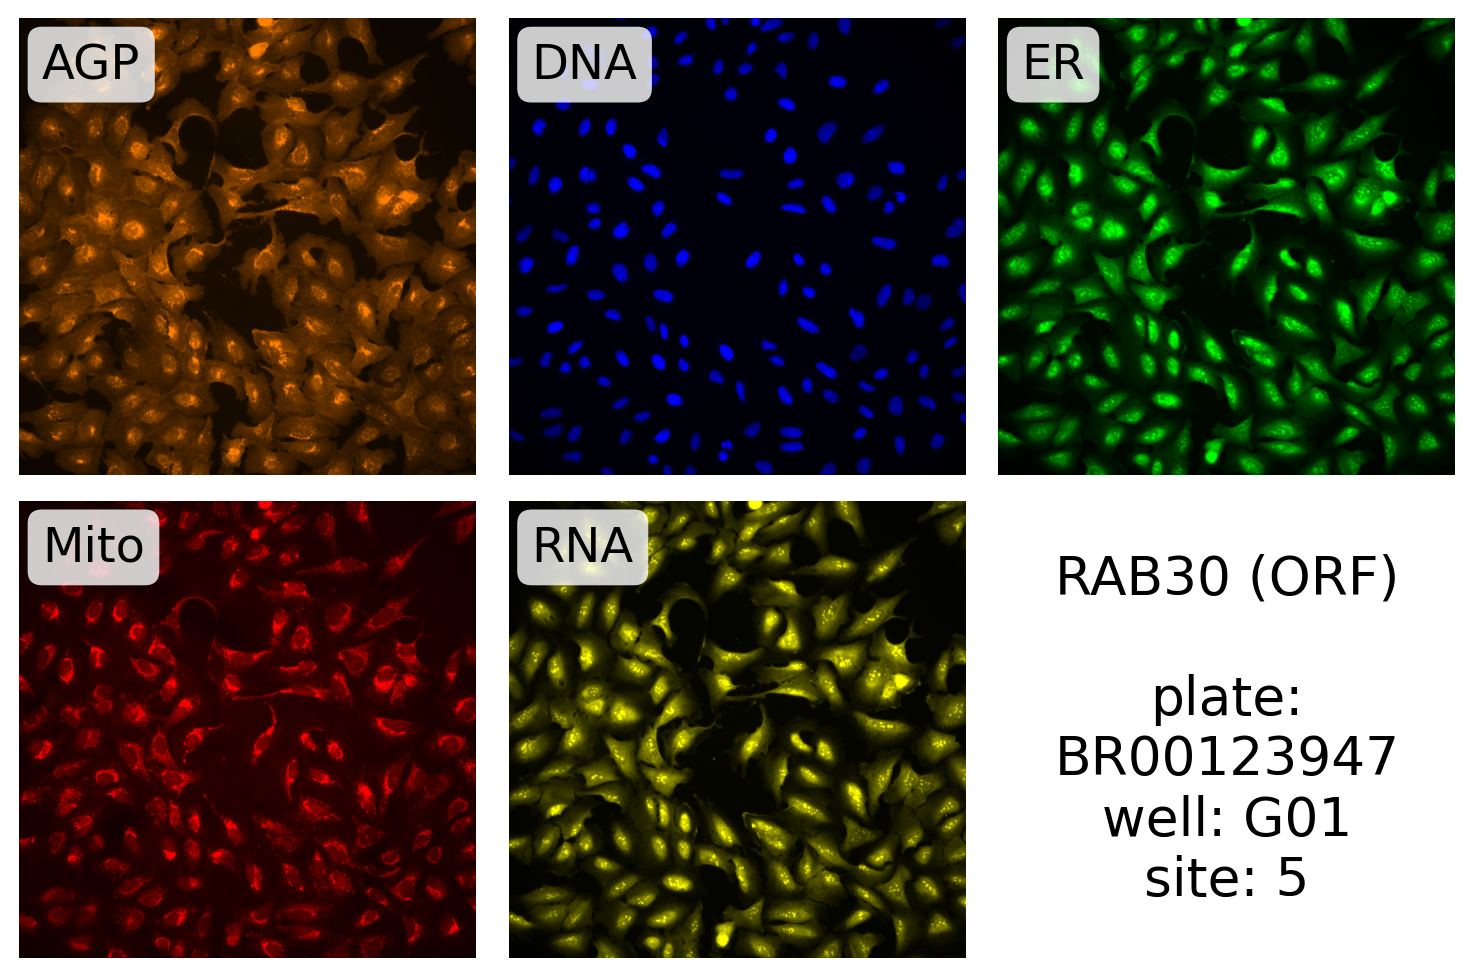 AGP
DNA
ER
Mito
RNA
RAB30 (ORF)
plate:
BR00123947
well: G01
site: 5